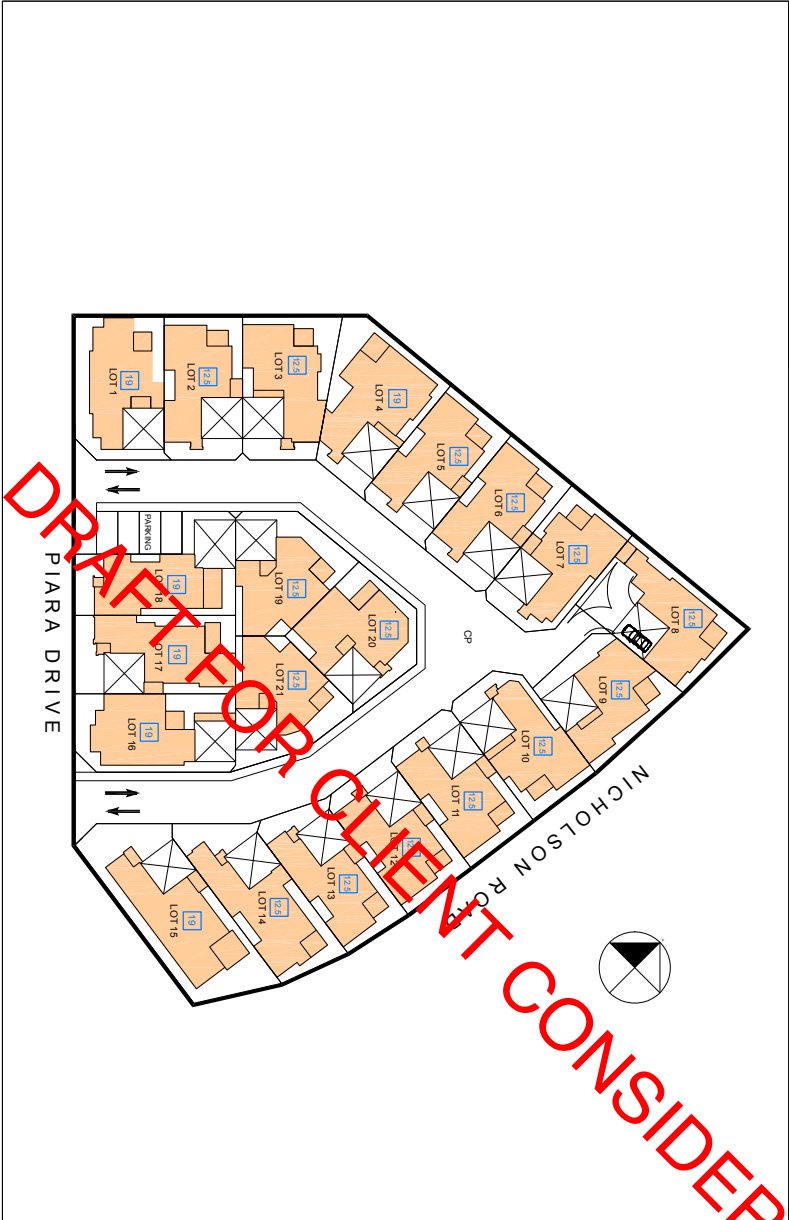 LOT 1
19
LOT 2
12.5
LOT 3
12.5
LOT 4
19
LOT 5
12.5
LOT 6
12.5
LOT 7
12.5
LOT 8
12.5
LOT 9
12.5
LOT 10
12.5
LOT 11
12.5
LOT 12
LOT 13
12.5
LOT 14
12.5
LOT 15
19
LOT 16
19
LOT 17
19
LOT 18
19
LOT 19
12.5
LOT 20
12.5
LOT 21
12.5
PARKING
CP
PIARA DRIVE
NICHOLSON ROAD
DRAFT FOR CLIENT CONSIDER